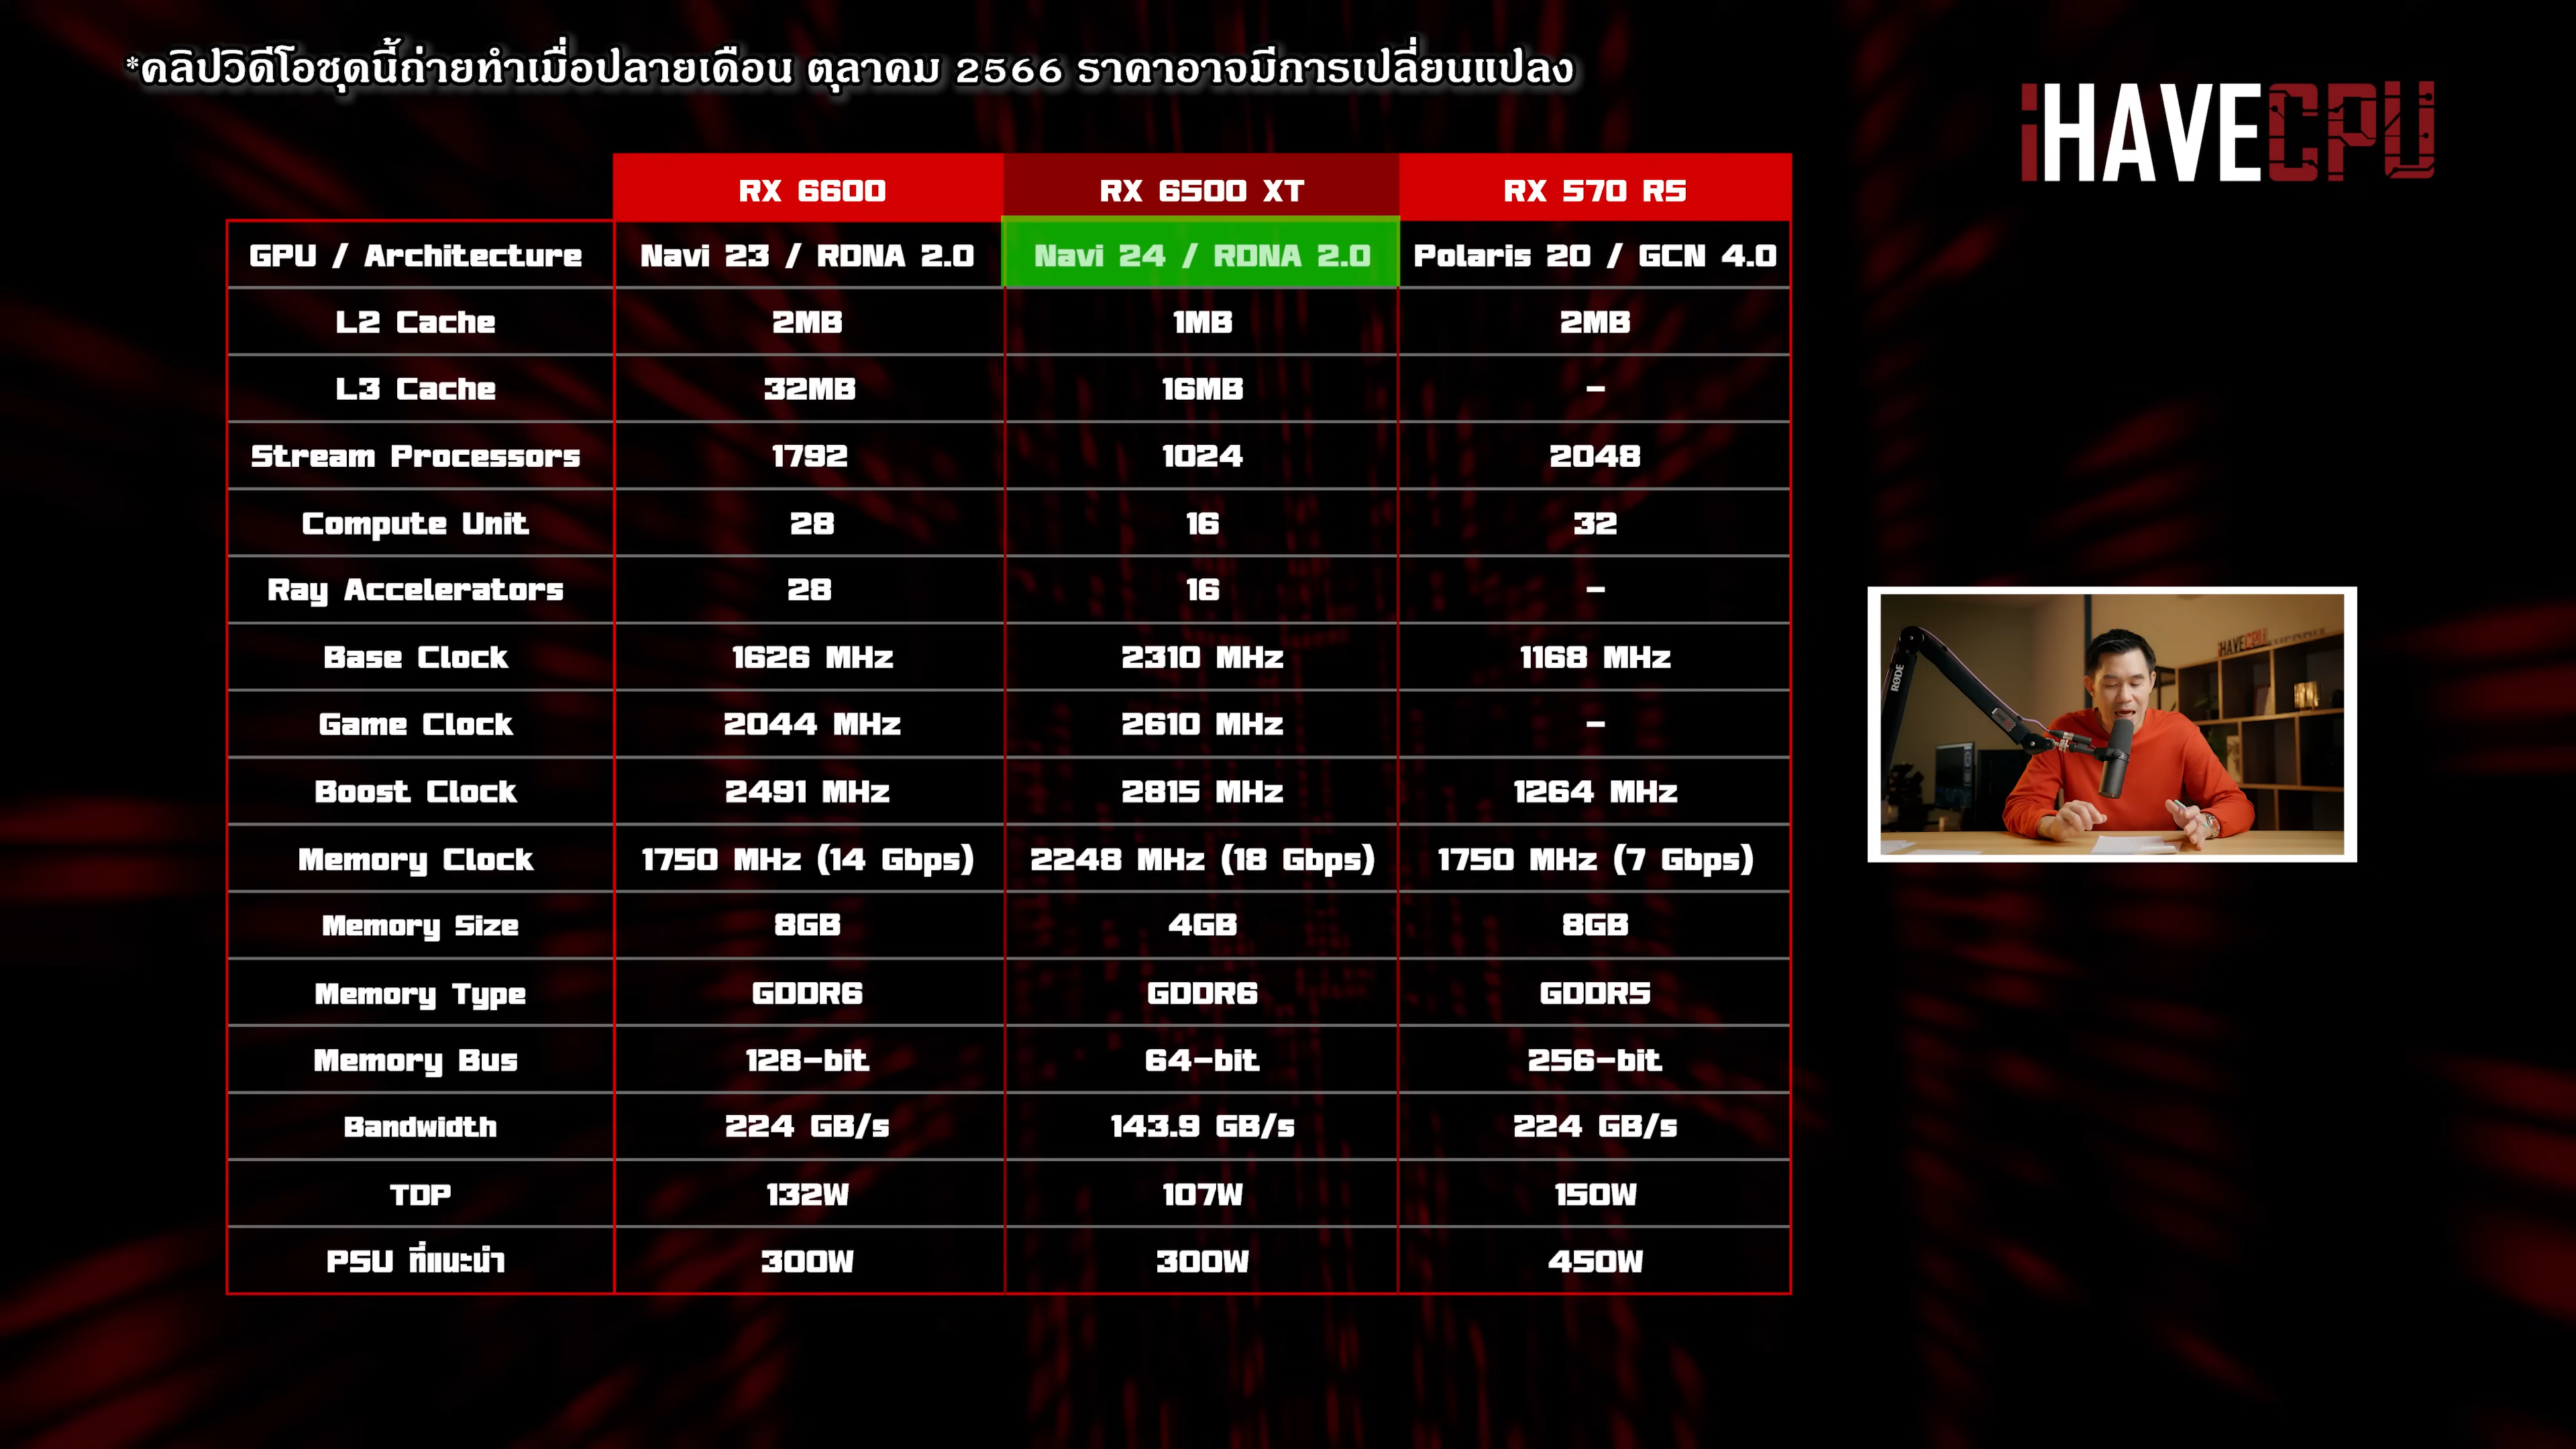 *คลิปวิดีโอชุดนี้ถ่ายทำเมื่อปลายเดือน ตุลาคม 2566 ราคาอาจมีการเปลี่ยนแปลง
iHAVECPU
RX 6600 RX 6500 XT RX 570 RS
GPU / Architecture Navi 23 / RDNA 2.0 Navi 24 / RDNA 2.0 Polaris 20 / GCN 4.0
L2 Cache 2MB 1MB 2MB
L3 Cache 32MB 16MB –
Stream Processors 1792 1024 2048
Compute Unit 28 16 32
Ray Accelerators 28 16 –
Base Clock 1626 MHz 2310 MHz 1168 MHz
Game Clock 2044 MHz 2610 MHz –
Boost Clock 2491 MHz 2815 MHz 1264 MHz
Memory Clock 1750 MHz (14 Gbps) 2248 MHz (18 Gbps) 1750 MHz (7 Gbps)
Memory Size 8GB 4GB 8GB
Memory Type GDDR6 GDDR6 GDDR5
Memory Bus 128-bit 64-bit 256-bit
Bandwidth 224 GB/s 143.9 GB/s 224 GB/s
TDP 132W 107W 150W
PSU ที่แนะนำ 300W 300W 450W
RØDE
iHAVECPU